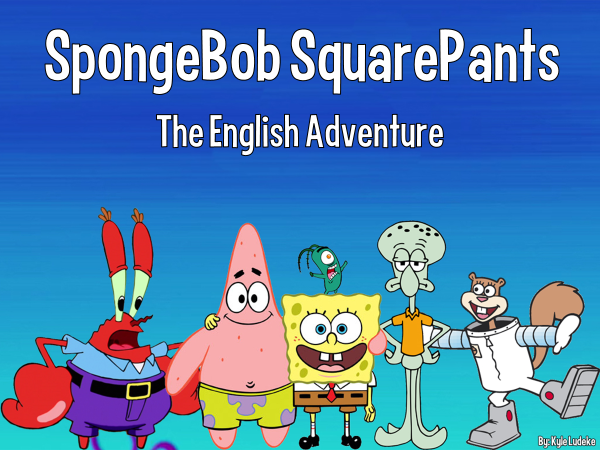 SpongeBob SquarePants
The English Adventure
By: Kyle Ludeke